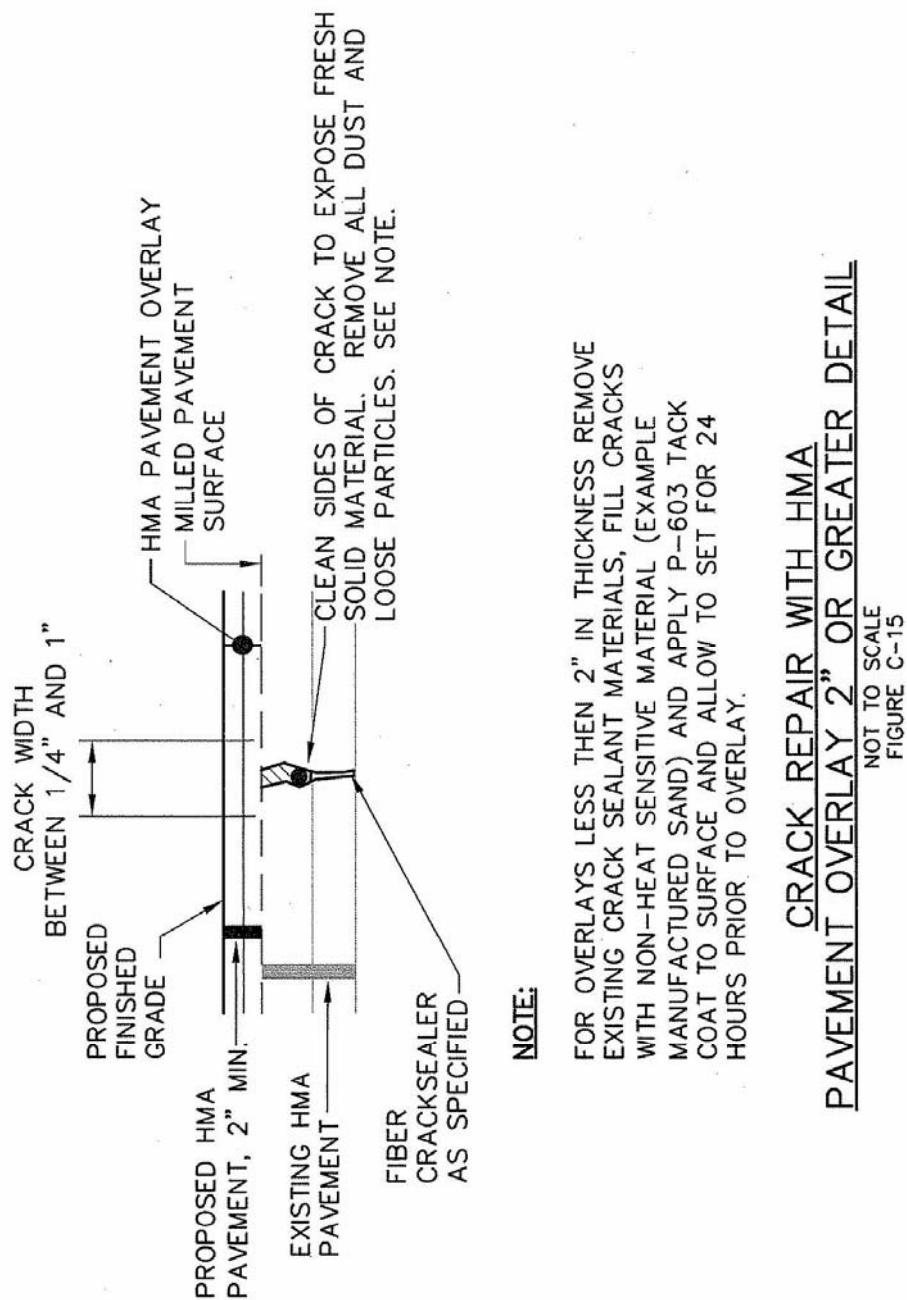 CRACK WIDTH
BETWEEN 1/4" AND 1"
PROPOSED
FINISHED
GRADE
HMA PAVEMENT OVERLAY
MILLED PAVEMENT
SURFACE
PROPOSED HMA
PAVEMENT, 2" MIN.
EXISTING HMA
PAVEMENT
CLEAN SIDES OF CRACK TO EXPOSE FRESH
SOLID MATERIAL. REMOVE ALL DUST AND
LOOSE PARTICLES. SEE NOTE.
FIBER
CRACKSEALER
AS SPECIFIED
NOTE:
FOR OVERLAYS LESS THEN 2" IN THICKNESS REMOVE
EXISTING CRACK SEALANT MATERIALS, FILL CRACKS
WITH NON-HEAT SENSITIVE MATERIAL (EXAMPLE
MANUFACTURED SAND) AND APPLY P-603 TACK
COAT TO SURFACE AND ALLOW TO SET FOR 24
HOURS PRIOR TO OVERLAY.
CRACK REPAIR WITH HMA
PAVEMENT OVERLAY 2" OR GREATER DETAIL
NOT TO SCALE
FIGURE C-15